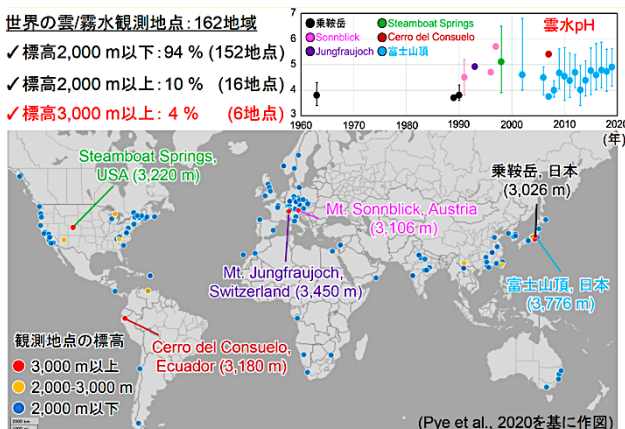 世界の雲/霧水観測地点：162地域
✓標高2,000 m以下：94 % (152地点)
✓標高2,000 m以上：10 % (16地点)
✓標高3,000 m以上： 4 % (6地点)
乗鞍岳
Steamboat Springs
Sonnblick
Cerro del Consuelo
Jungfraujoch
富士山頂
雲水pH
7
6
5
4
3
1960
1970
1980
1990
2000
2010
2020
(年)
Steamboat Springs,
USA (3,220 m)
乗鞍岳, 日本
(3,026 m)
Mt. Sonnblick, Austria
(3,106 m)
Mt. Jungfraujoch,
Switzerland (3,450 m)
富士山頂, 日本
(3,776 m)
Cerro del Consuelo,
Ecuador (3,180 m)
観測地点の標高
3,000 m以上
2,000-3,000 m
2,000 m以下
(Pye et al., 2020を基に作図)